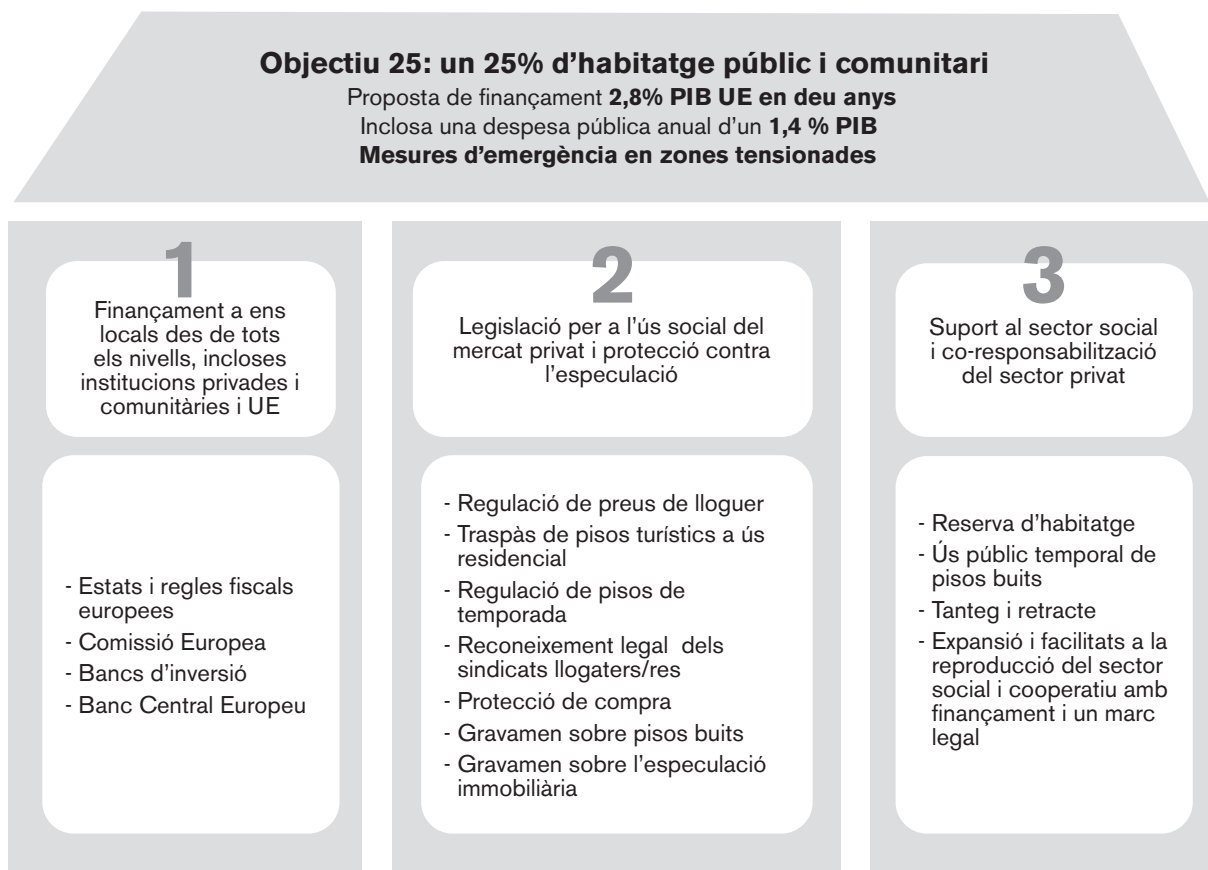 Objectiu 25: un 25% d’habitatge públic i comunitari
Proposta de finançament 2,8% PIB UE en deu anys
Inclosa una despesa pública anual d’un 1,4 % PIB
Mesures d’emergència en zones tensionades
1
Finançament a ens
locals des de tots
els nivells, incloses
institucions privades i
comunitàries i UE
- Estats i regles fiscals
europees
- Comissió Europea
- Bancs d’inversió
- Banc Central Europeu
2
Legislació per a l’ús social del
mercat privat i protecció contra
l’especulació
- Regulació de preus de lloguer
- Traspàs de pisos turístics a ús
residencial
- Regulació de pisos de
temporada
- Reconeixement legal dels
sindicats llogaters/res
- Protecció de compra
- Gravamen sobre pisos buits
- Gravamen sobre l’especulació
immobiliària
3
Suport al sector social
i co-responsabilització
del sector privat
- Reserva d’habitatge
- Ús públic temporal de
pisos buits
- Tanteg i retracte
- Expansió i facilitats a la
reproducció del sector
social i cooperatiu amb
finançament i un marc
legal